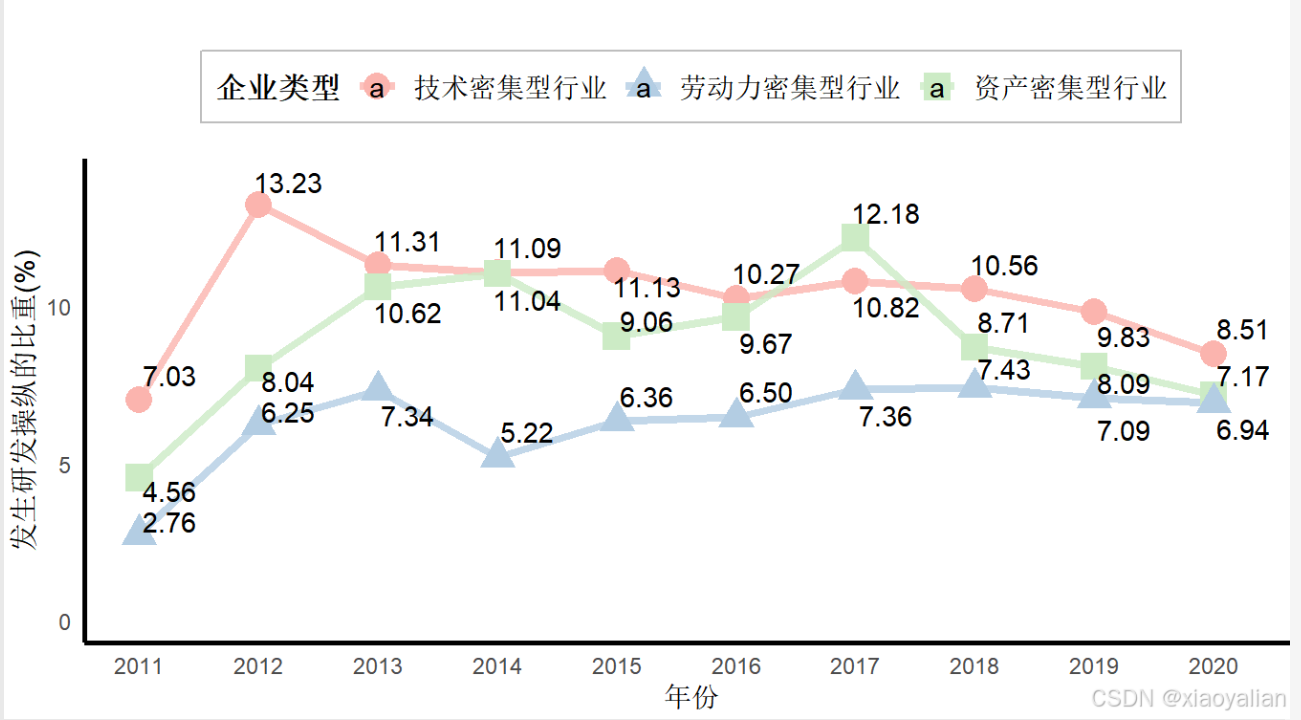 企业类型 a 技术密集型行业 a 劳动力密集型行业 a 资产密集型行业
13.23
12.18
11.31 11.09
10.27 10.56
11.13
11.04 10.62 10.82
9.06 8.71 8.51
9.67 9.83
7.03 7.43 7.17
8.04 8.09
6.25 6.36 6.50
7.34 7.36
5.22 7.09 6.94
4.56
2.76
发生研发操纵的比重(%)
10
5
0
2011 2012 2013 2014 2015 2016 2017 2018 2019 2020
年份
CSDN @xiaoyalian